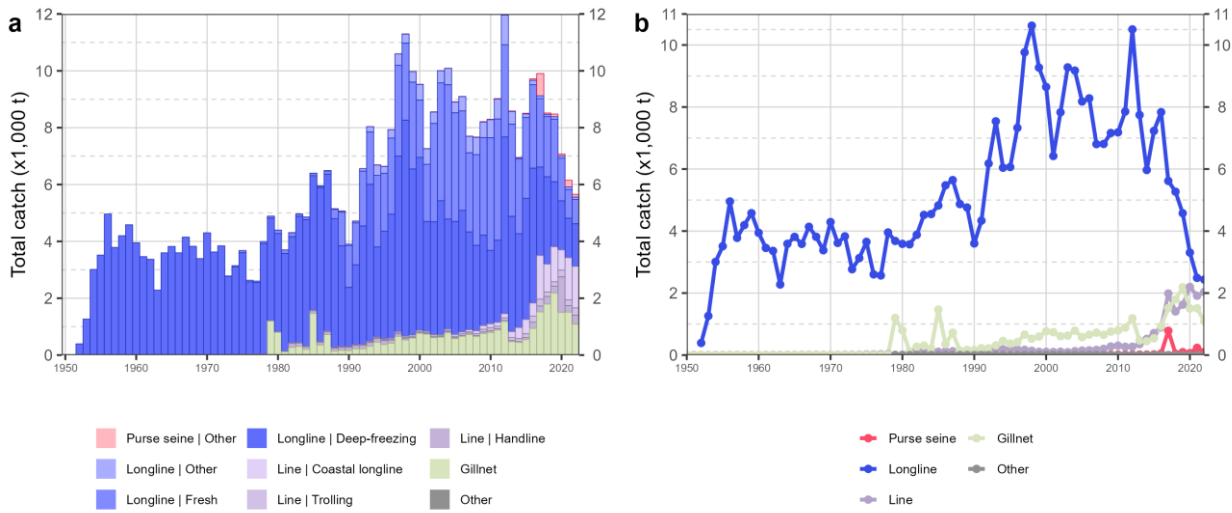 a
Total catch (x1,000 t)
12
10
8
6
4
2
0
12
10
8
6
4
2
0
1950 1960 1970 1980 1990 2000 2010 2020
Purse seine | Other
Longline | Deep-freezing
Line | Handline
Longline | Other
Line | Coastal longline
Gillnet
Longline | Fresh
Line | Trolling
Other
b
Total catch (x1,000 t)
11
10
8
6
4
2
0
11
10
8
6
4
2
0
1950 1960 1970 1980 1990 2000 2010 2020
Purse seine
Gillnet
Longline
Other
Line